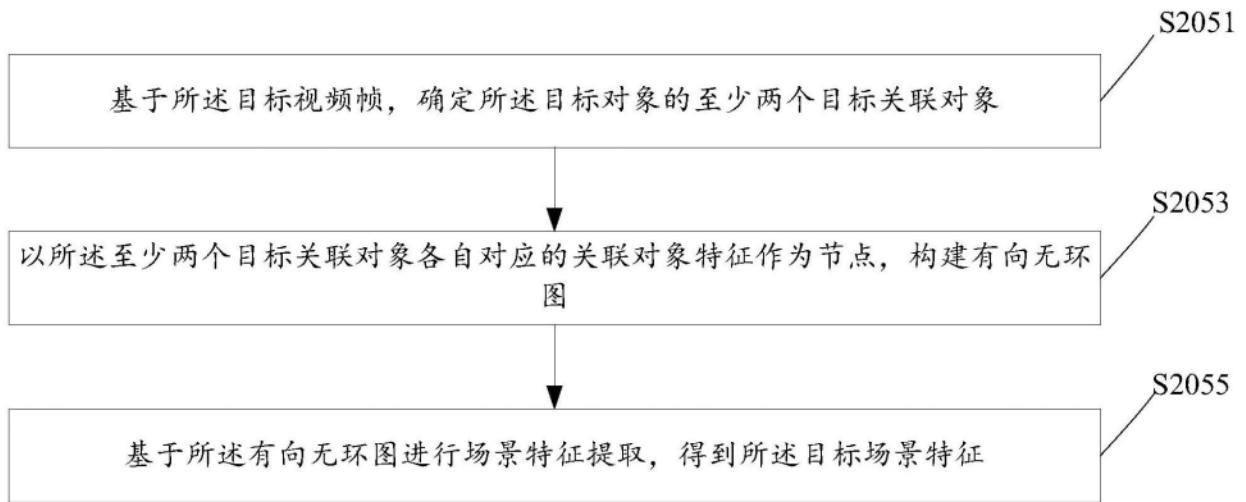 S2051
基于所述目标视频帧，确定所述目标对象的至少两个目标关联对象
S2053
以所述至少两个目标关联对象各自对应的关联对象特征作为节点，构建有向无环
图
S2055
基于所述有向无环图进行场景特征提取，得到所述目标场景特征